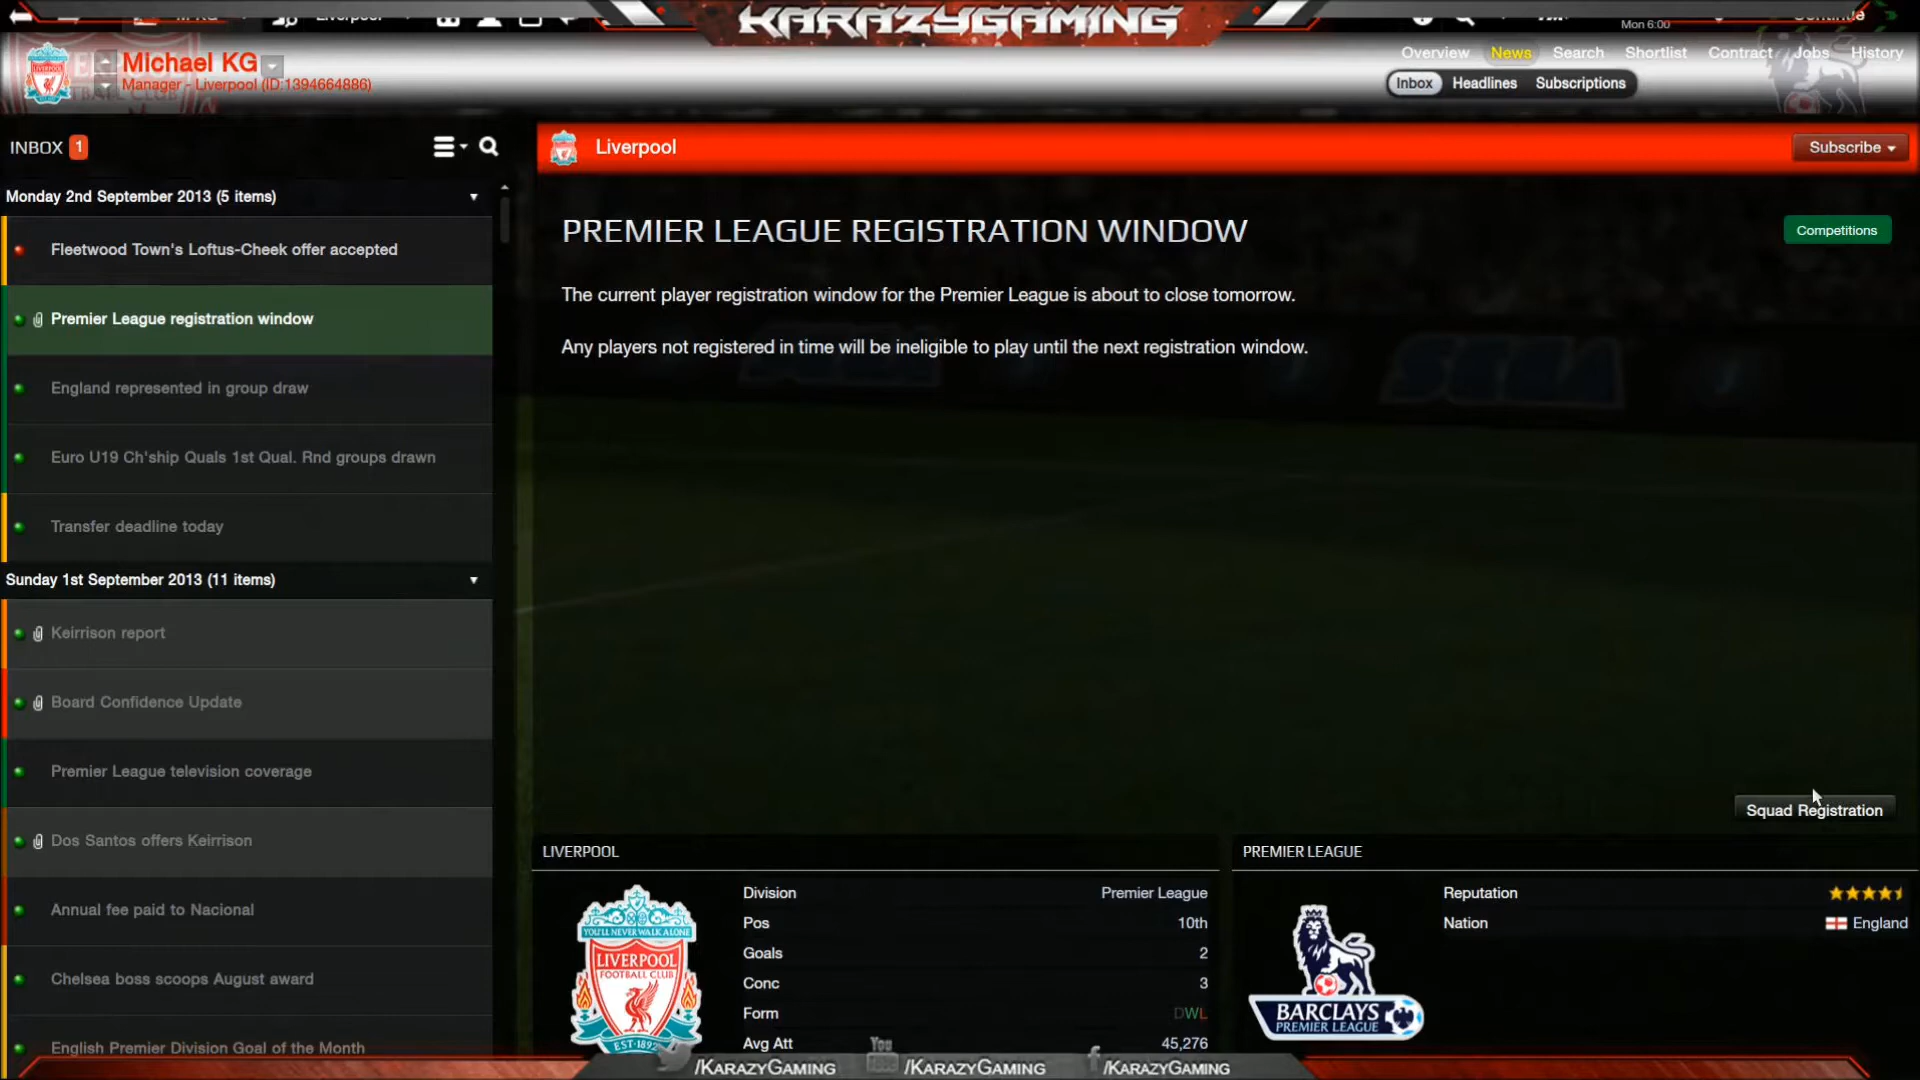 KARAZYGAMING
Liverpool
Mon 6:00
Continue
Michael KG
Manager - Liverpool (ID:1394664886)
Overview News Search Shortlist Contract Jobs History
Inbox Headlines Subscriptions
INBOX 1
Monday 2nd September 2013 (5 items)
Fleetwood Town's Loftus-Cheek offer accepted
Premier League registration window
England represented in group draw
Euro U19 Ch'ship Quals 1st Qual. Rnd groups drawn
Transfer deadline today
Sunday 1st September 2013 (11 items)
Keirrison report
Board Confidence Update
Premier League television coverage
Dos Santos offers Keirrison
Annual fee paid to Nacional
Chelsea boss scoops August award
English Premier Division Goal of the Month
Liverpool
Subscribe
PREMIER LEAGUE REGISTRATION WINDOW
Competitions
The current player registration window for the Premier League is about to close tomorrow.
Any players not registered in time will be ineligible to play until the next registration window.
SEGA
Squad Registration
LIVERPOOL
YOU'LL NEVER WALK ALONE
LIVERPOOL
FOOTBALL CLUB
EST·1892
Division Premier League
Pos 10th
Goals 2
Conc 3
Form DWL
Avg Att 45,276
PREMIER LEAGUE
BARCLAYS
PREMIER LEAGUE
Reputation
Nation England
/KARAZYGAMING
You
/KARAZYGAMING
/KARAZYGAMING